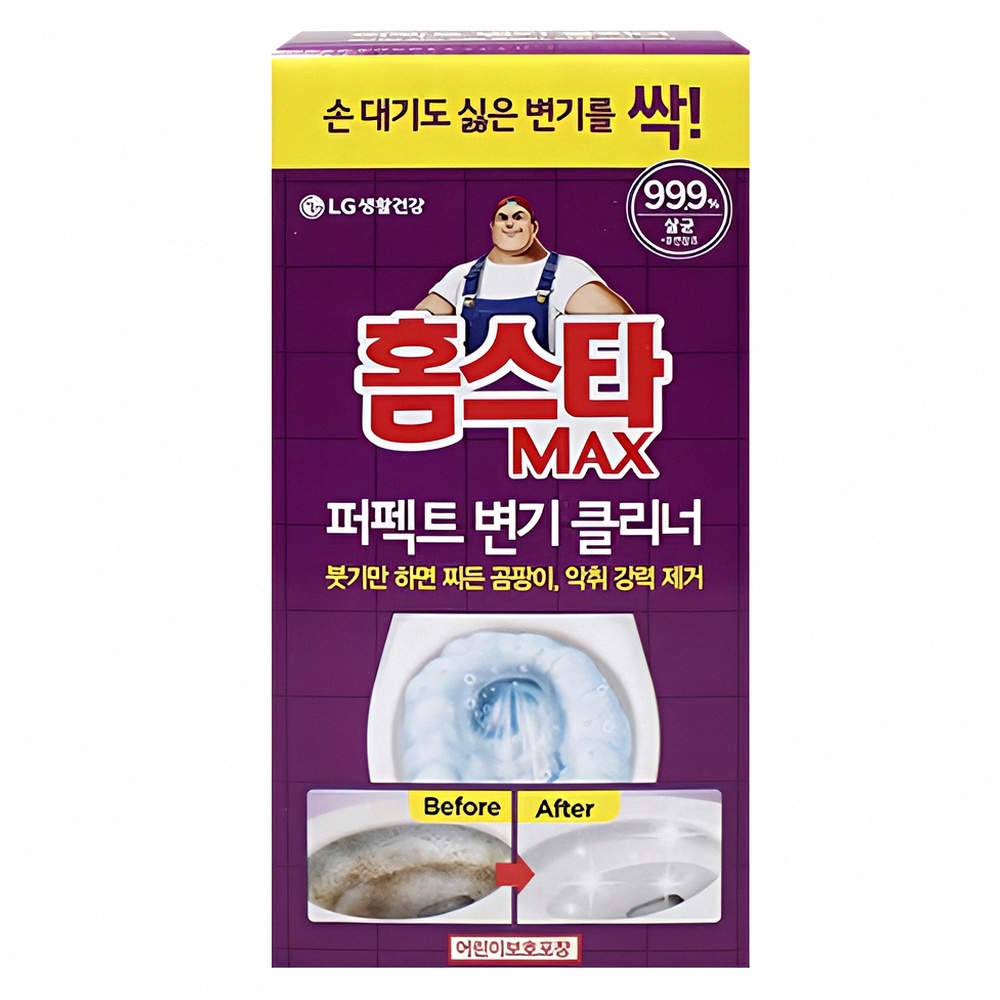 손 대기도 싫은 변기를 싹!
LG생활건강
99.9%
살균
홈스타
MAX
퍼펙트 변기 클리너
붓기만 하면 찌든 곰팡이, 악취 강력 제거
Before
After
어린이보호포장